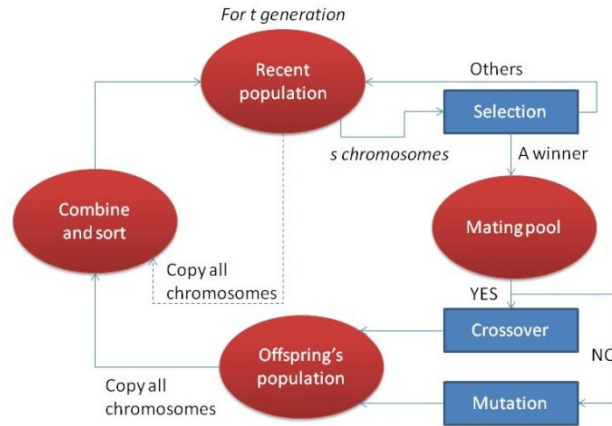 For t generation
Recent
population
Others
Selection
s chromosomes
A winner
Combine
and sort
Mating pool
Copy all
chromosomes
YES
Crossover
NO
Offspring's
population
Copy all
chromosomes
Mutation